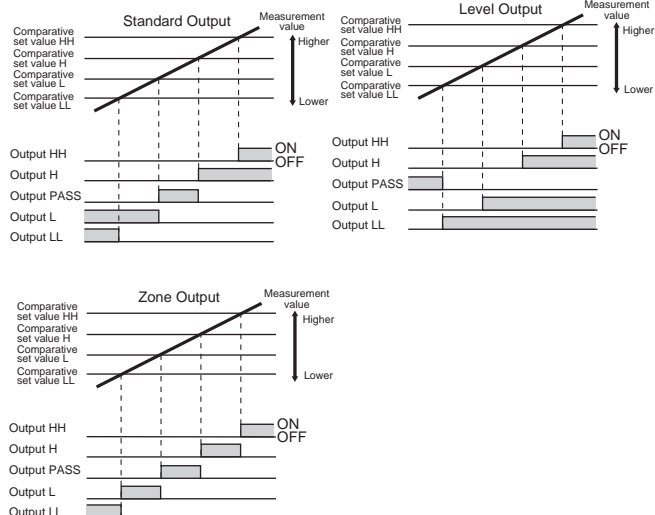 Standard Output
Measurement
value
Comparative
set value HH
Comparative
set value H
Comparative
set value L
Comparative
set value LL
Higher
Lower
Output HH
ON
OFF
Output H
Output PASS
Output L
Output LL
Level Output
Measurement
value
Comparative
set value HH
Comparative
set value H
Comparative
set value L
Comparative
set value LL
Higher
Lower
Output HH
ON
OFF
Output H
Output PASS
Output L
Output LL
Zone Output
Measurement
value
Comparative
set value HH
Comparative
set value H
Comparative
set value L
Comparative
set value LL
Higher
Lower
Output HH
ON
OFF
Output H
Output PASS
Output L
Output LL